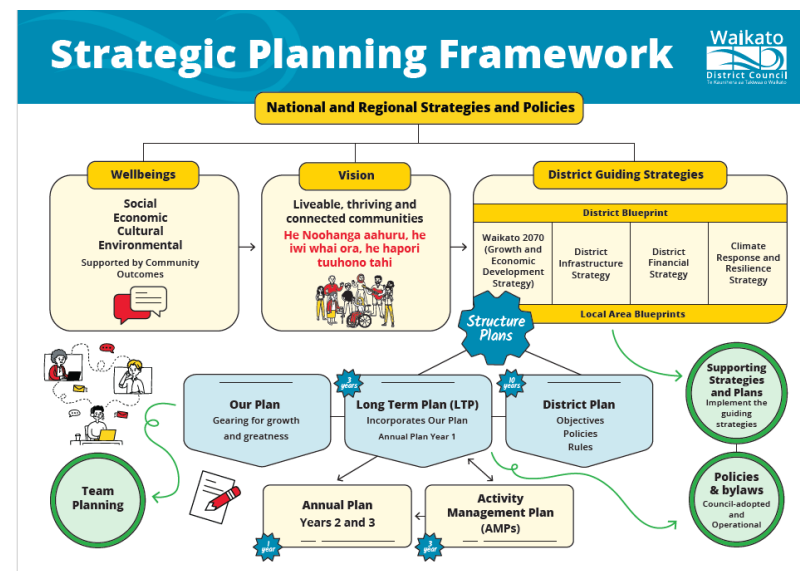 Strategic Planning Framework
Waikato
District Council
Te Kaunihera aa Takiwaa o Waikato
National and Regional Strategies and Policies
Wellbeings
Social
Economic
Cultural
Environmental
Supported by Community
Outcomes
Vision
Liveable, thriving and
connected communities
He Noohanga aahuru, he
iwi whai ora, he hapori
tuuhono tahi
District Guiding Strategies
District Blueprint
Waikato 2070
(Growth and
Economic
Development
Strategy)
District
Infrastructure
Strategy
District
Financial
Strategy
Climate
Response and
Resilience
Strategy
Local Area Blueprints
Structure
Plans
Supporting
Strategies
and Plans
Implement the
guiding
strategies
Our Plan
Gearing for growth
and greatness
3
years
Long Term Plan (LTP)
Incorporates Our Plan
Annual Plan Year 1
10
years
District Plan
Objectives
Policies
Rules
Team
Planning
Annual Plan
Years 2 and 3
1
year
Activity
Management Plan
(AMPs)
3
year
Policies
& bylaws
Council-adopted
and
Operational